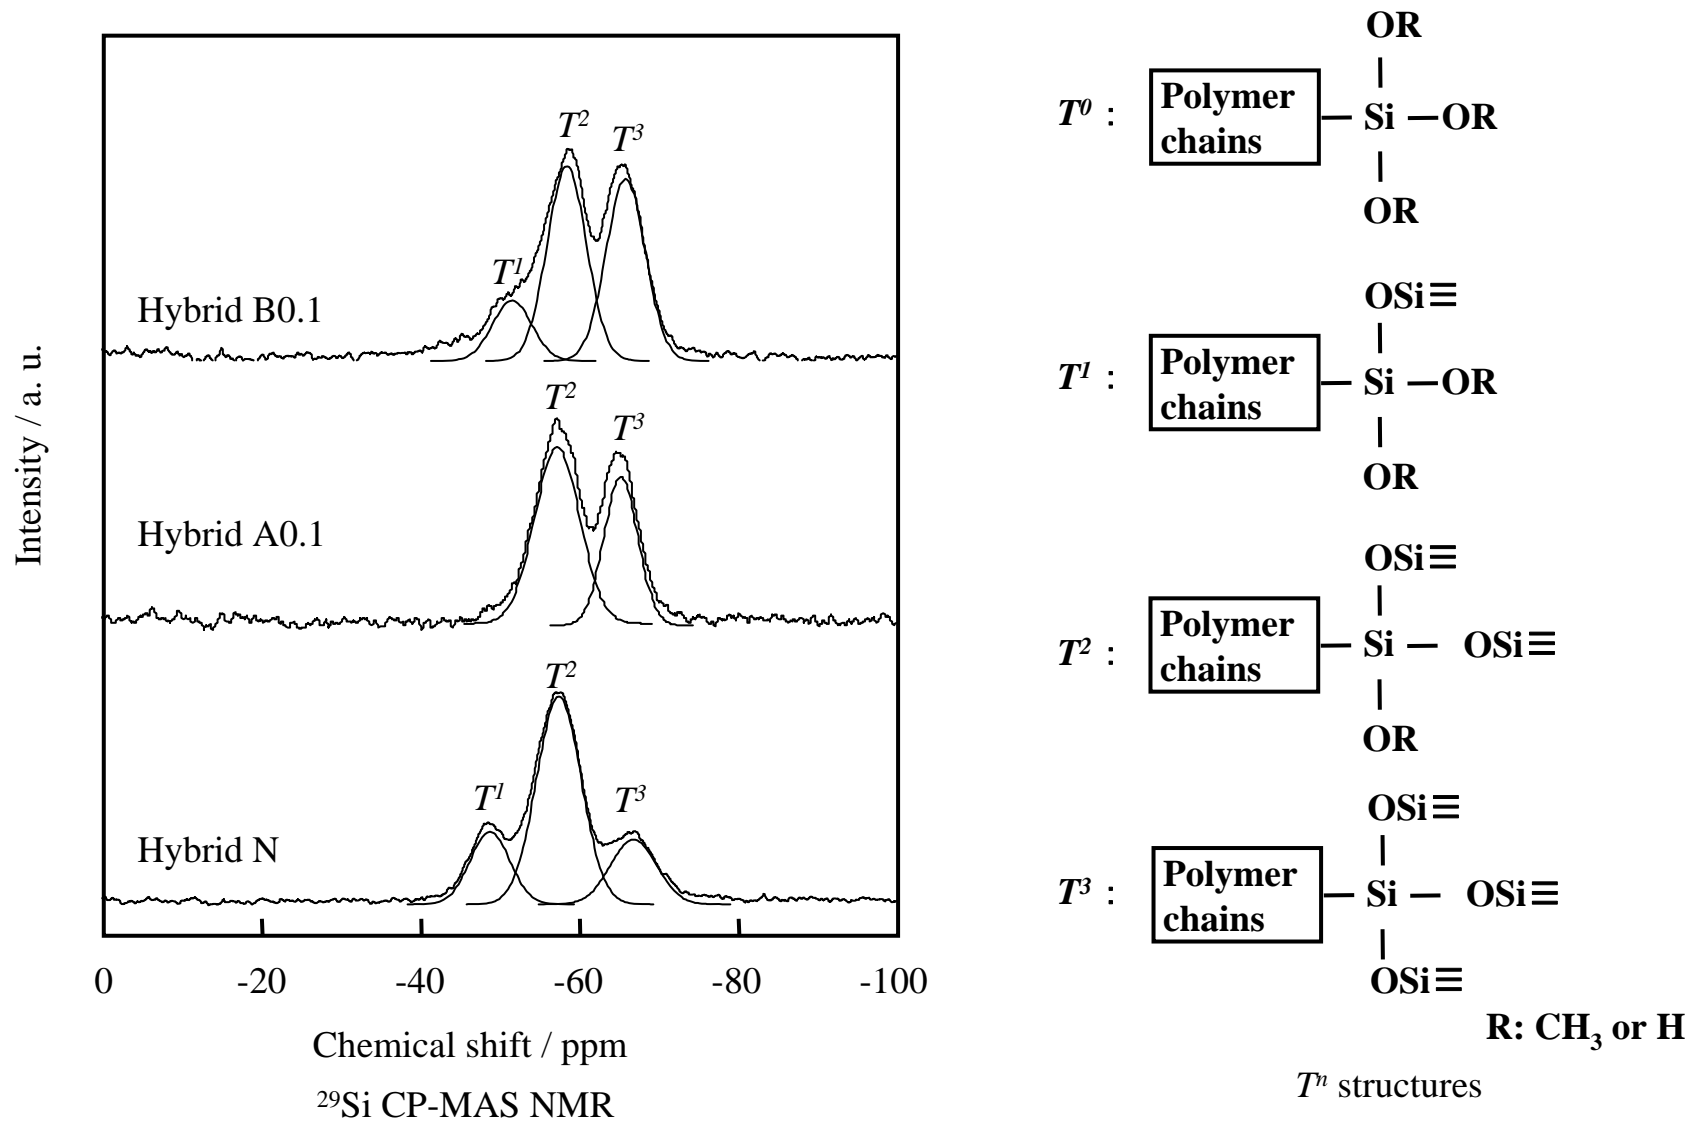 T² T³
T¹
Hybrid B0.1
T²
T³
Hybrid A0.1
T²
T¹ T³
Hybrid N
Intensity / a. u.
0 -20 -40 -60 -80 -100
Chemical shift / ppm
²⁹Si CP-MAS NMR
OR
T⁰ : Polymer chains Si OR
OR
OSi≡
T¹ : Polymer chains Si OR
OR
OSi≡
T² : Polymer chains Si OSi≡
OR
OSi≡
T³ : Polymer chains Si OSi≡
OSi≡
R: CH₃ or H
Tⁿ structures